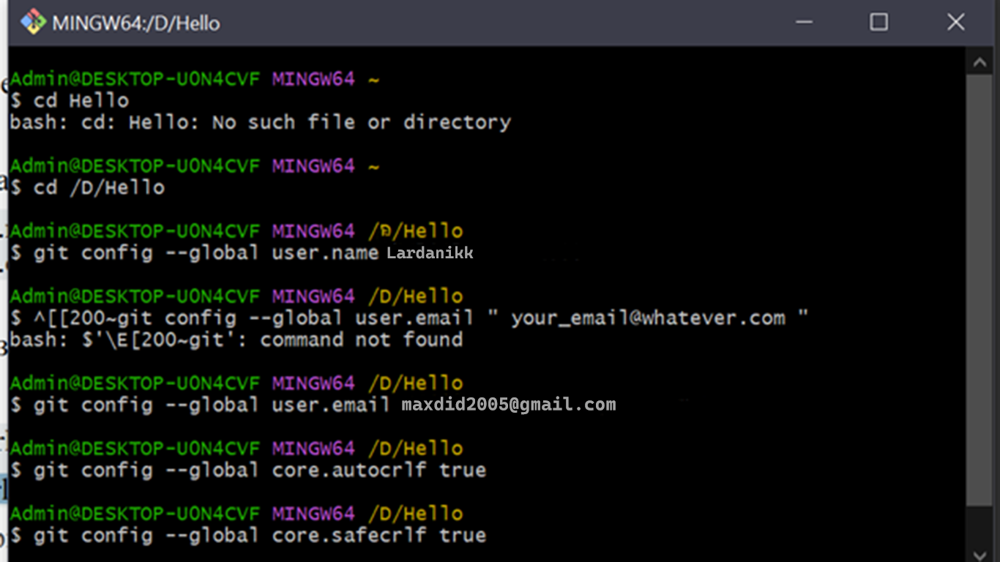 MINGW64:/D/Hello
Admin@DESKTOP-U0N4CVF MINGW64 ~
$ cd Hello
bash: cd: Hello: No such file or directory
Admin@DESKTOP-U0N4CVF MINGW64 ~
$ cd /D/Hello
Admin@DESKTOP-U0N4CVF MINGW64 /D/Hello
$ git config --global user.name Lardanikk
Admin@DESKTOP-U0N4CVF MINGW64 /D/Hello
$ ^[[200~git config --global user.email " your_email@whatever.com "
bash: $'\E[200~git': command not found
Admin@DESKTOP-U0N4CVF MINGW64 /D/Hello
$ git config --global user.email maxdid2005@gmail.com
Admin@DESKTOP-U0N4CVF MINGW64 /D/Hello
$ git config --global core.autocrlf true
Admin@DESKTOP-U0N4CVF MINGW64 /D/Hello
$ git config --global core.safecrlf true